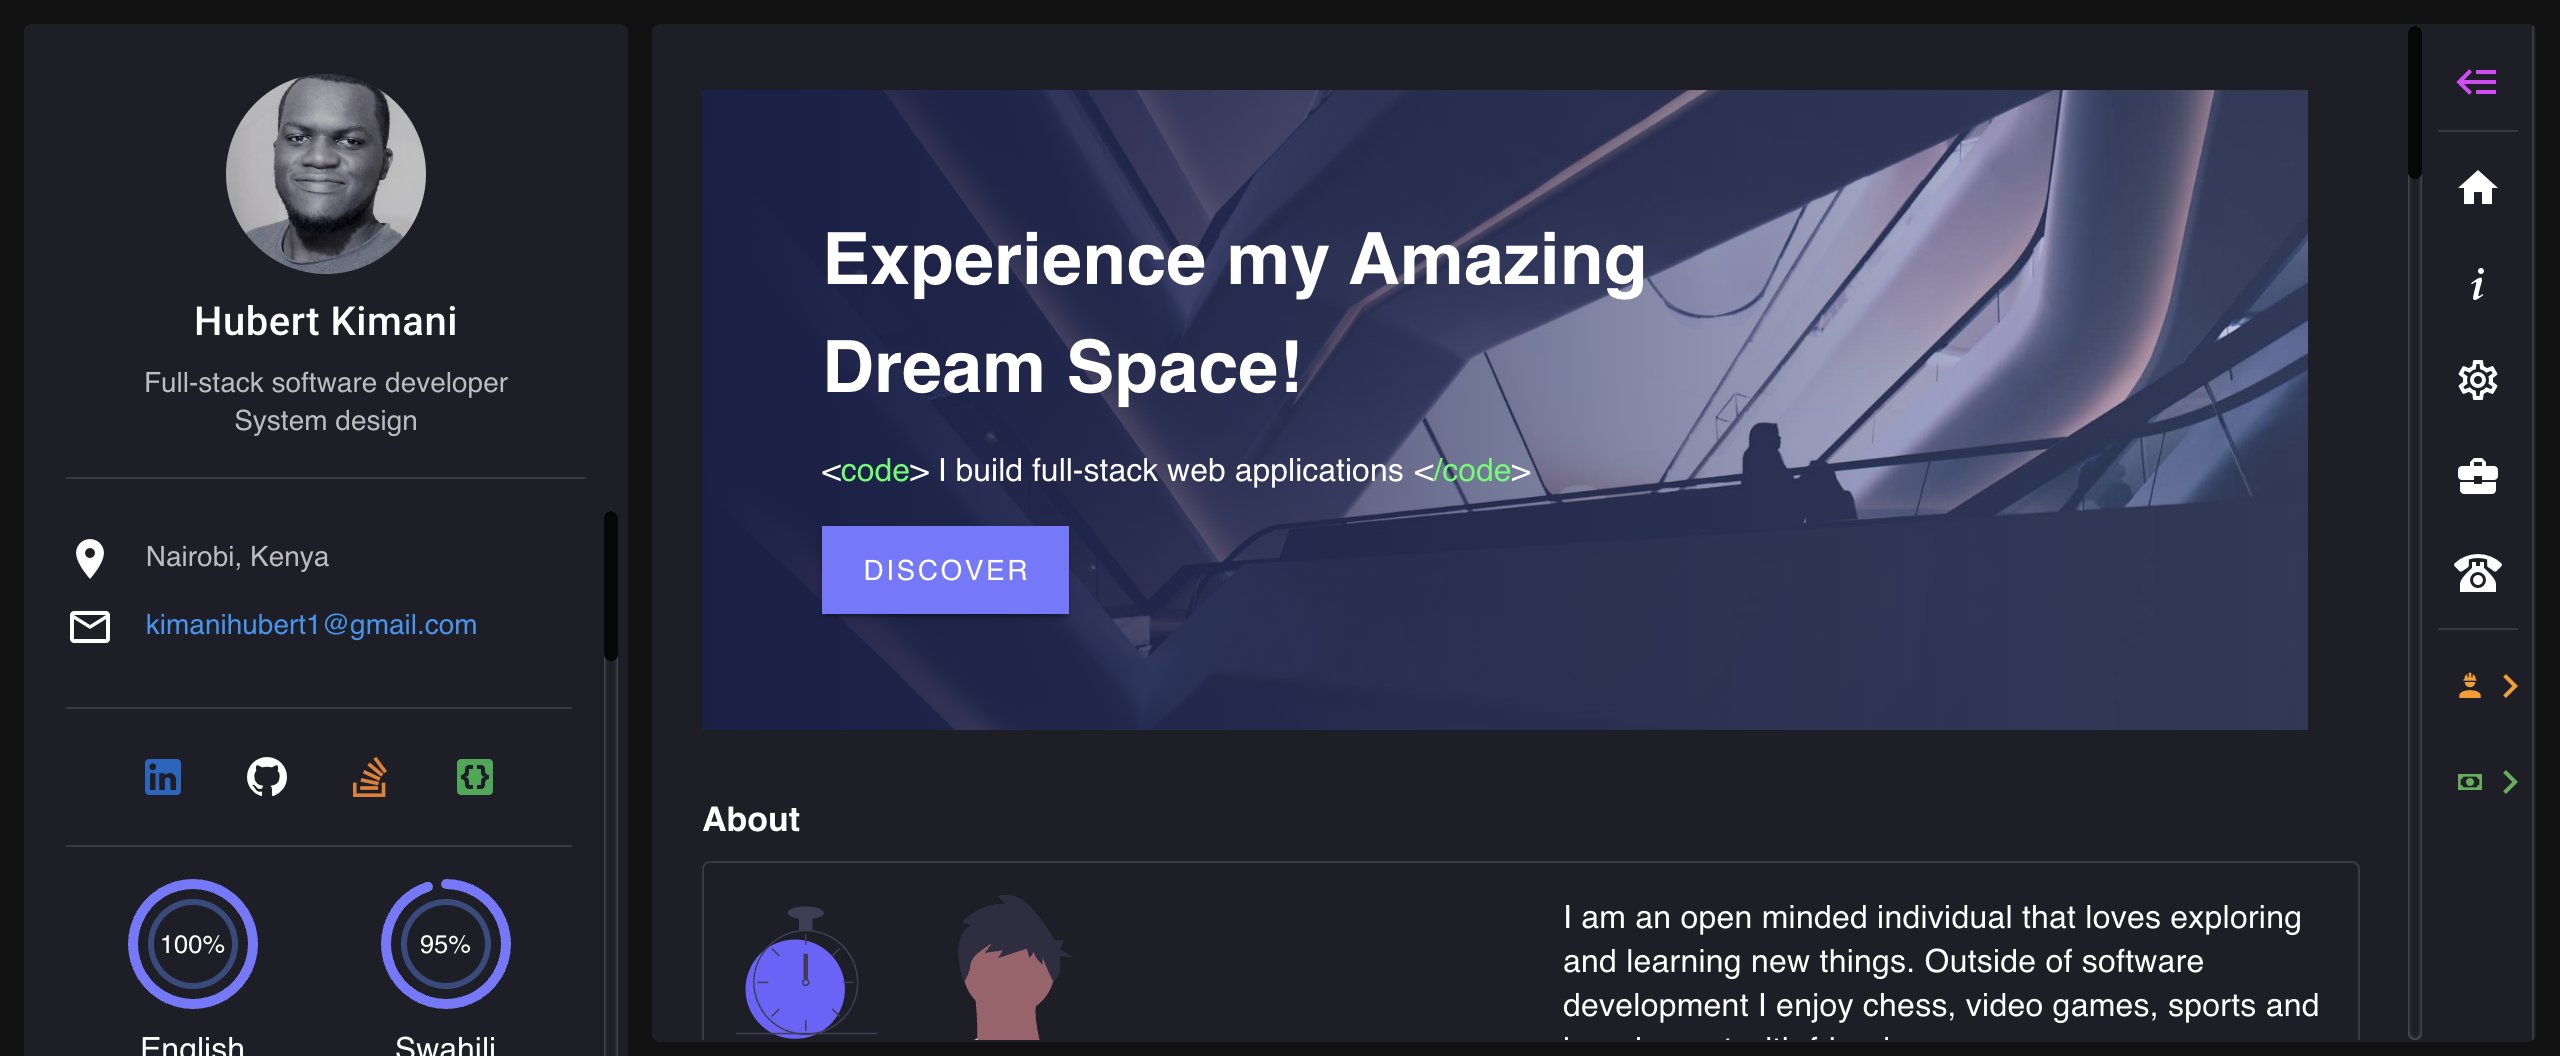 Hubert Kimani
Full-stack software developer
System design
Nairobi, Kenya
kimanihubert1@gmail.com
in
100%
95%
English
Swahili
Experience my Amazing
Dream Space!
<code> I build full-stack web applications </code>
DISCOVER
About
I am an open minded individual that loves exploring
and learning new things. Outside of software
development I enjoy chess, video games, sports and